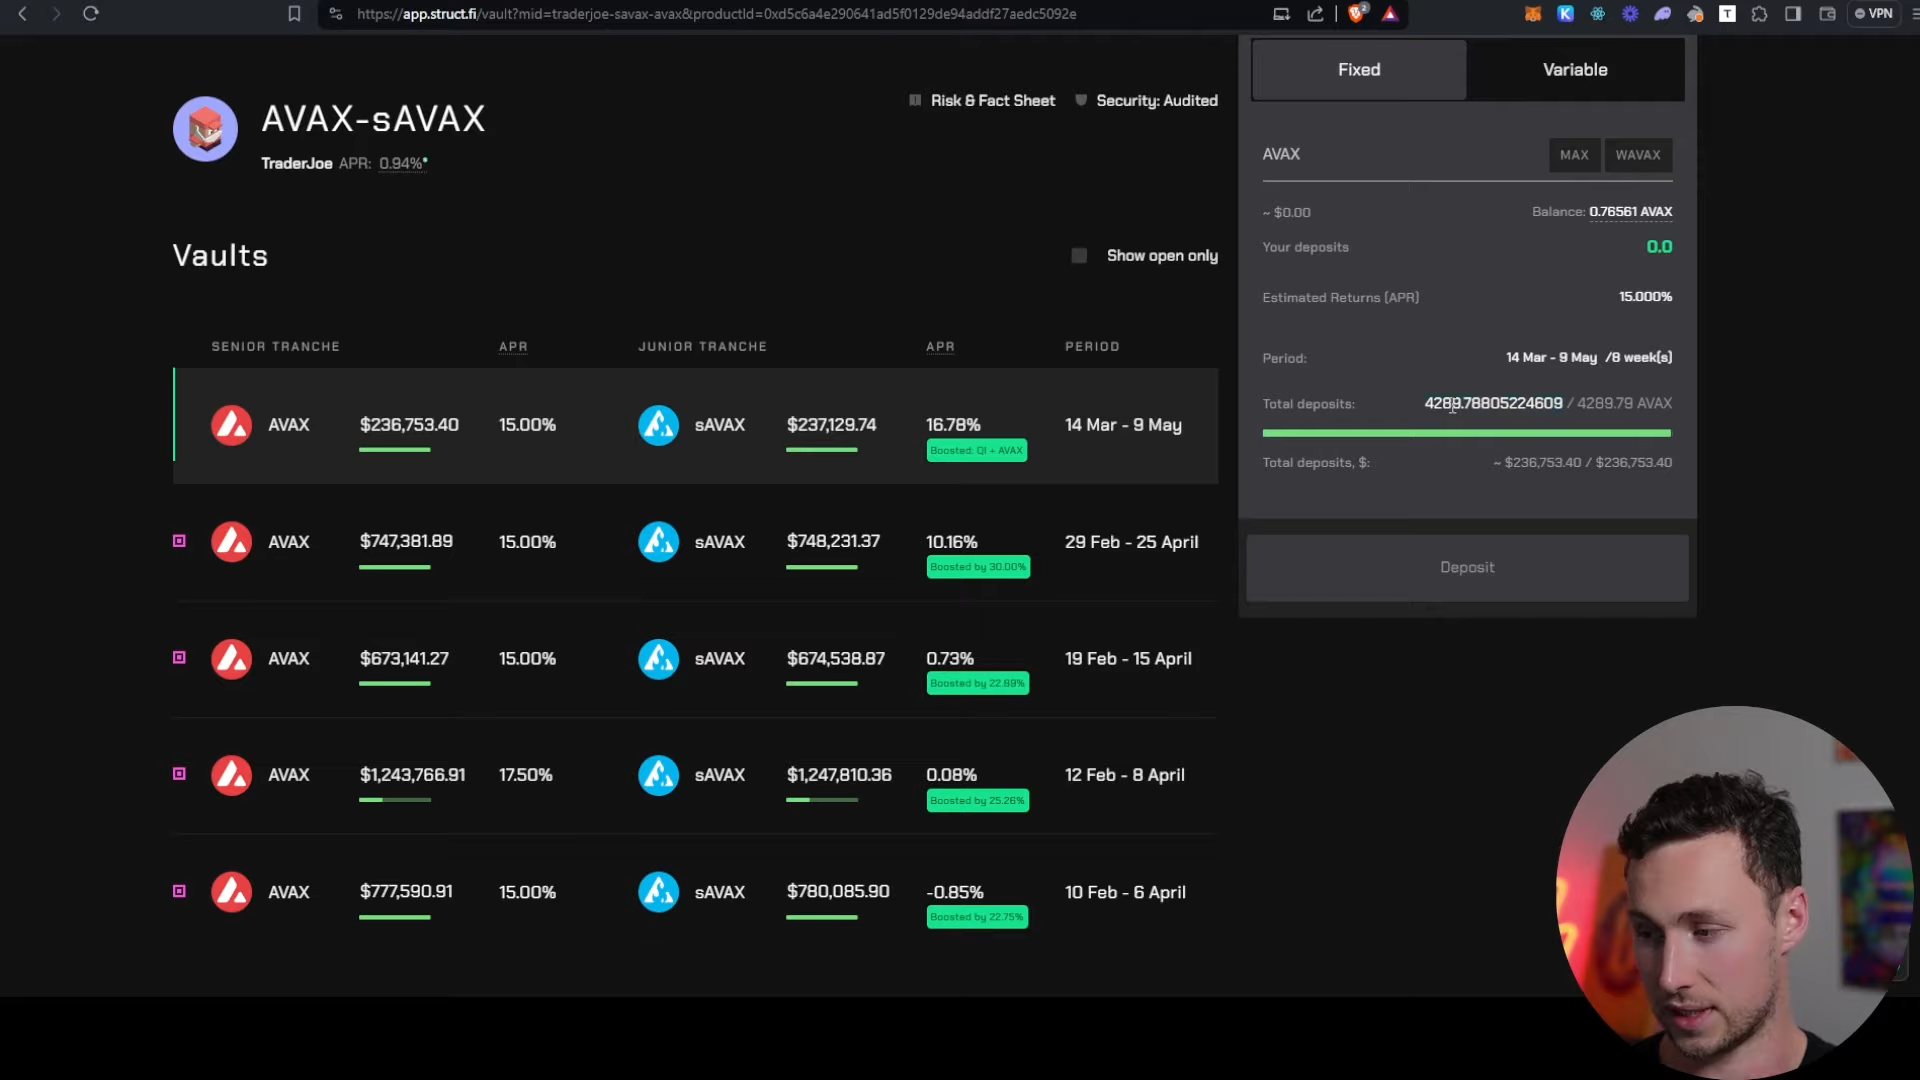 https://app.struct.fi/vault?mid=traderjoe-savax-avax&productId=0xd5c6a4e290641ad5f0129de94addf27aedc5092e
2
K
T
VPN
AVAX-sAVAX
TraderJoe APR: 0.94%
Risk & Fact Sheet
Security: Audited
Vaults
Show open only
SENIOR TRANCHE APR JUNIOR TRANCHE APR PERIOD
AVAX $236,753.40 15.00% sAVAX $237,129.74 16.78% 14 Mar - 9 May
Boosted: QI + AVAX
AVAX $747,381.89 15.00% sAVAX $748,231.37 10.16% 29 Feb - 25 April
Boosted by 30.00%
AVAX $673,141.27 15.00% sAVAX $674,538.87 0.73% 19 Feb - 15 April
Boosted by 22.69%
AVAX $1,243,766.91 17.50% sAVAX $1,247,810.36 0.08% 12 Feb - 8 April
Boosted by 25.26%
AVAX $777,590.91 15.00% sAVAX $780,085.90 -0.85% 10 Feb - 6 April
Boosted by 22.75%
Fixed Variable
AVAX MAX WAVAX
~ $0.00 Balance: 0.76561 AVAX
Your deposits 0.0
Estimated Returns (APR) 15.000%
Period: 14 Mar - 9 May /8 week(s)
Total deposits: 4289.78805224609 / 4289.79 AVAX
Total deposits, $: ~ $236,753.40 / $236,753.40
Deposit